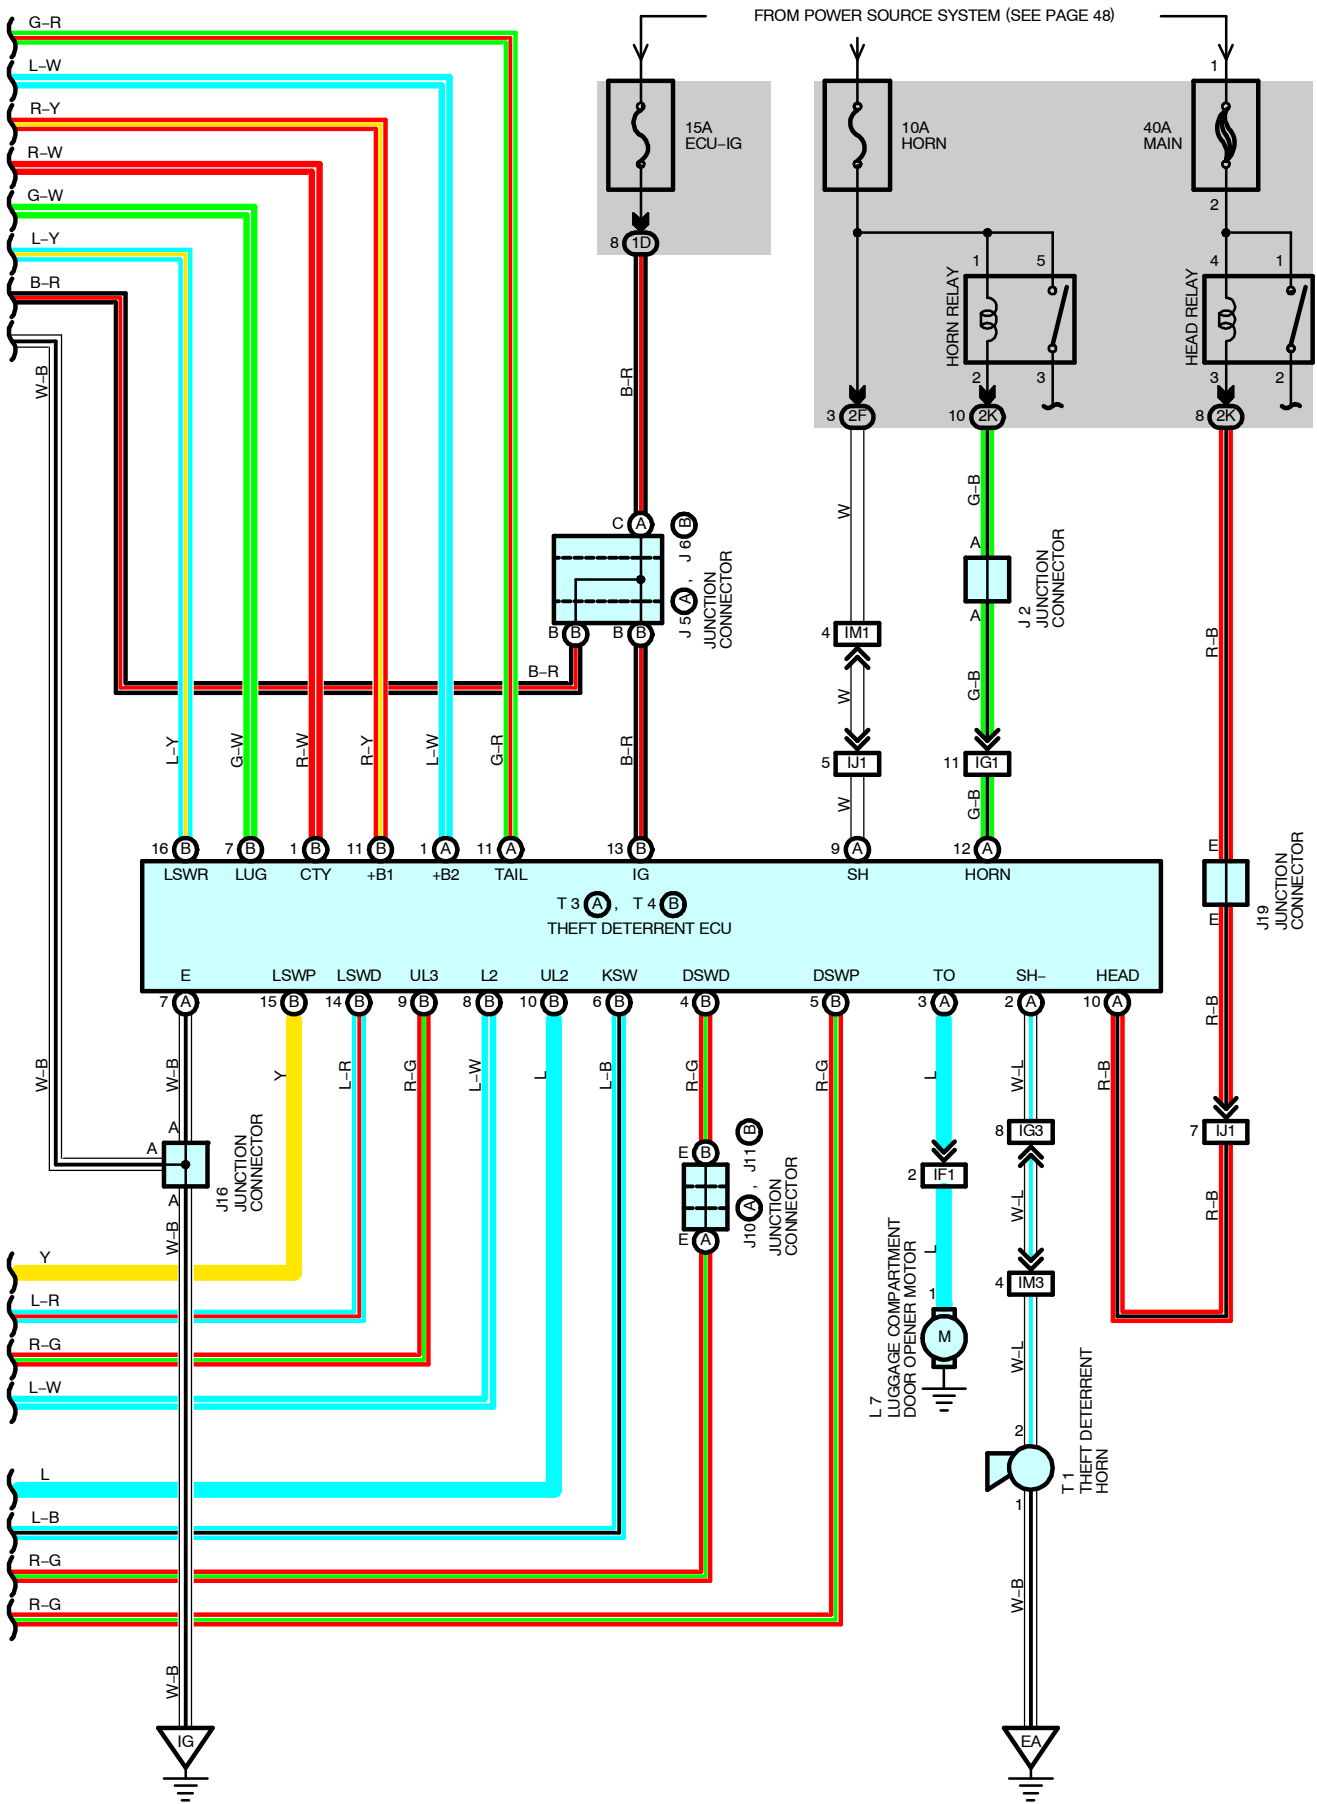 FROM POWER SOURCE SYSTEM (SEE PAGE 48)
G–R
L–W
R–Y
R–W
G–W
L–Y
B–R
W–B
15A
ECU–IG
8 1D
10A
HORN
1
40A
MAIN
2
HORN RELAY
1 5
2 3
HEAD RELAY
4 1
3 2
3 2F
10 2K
8 2K
B–R
W
G–B
R–B
C A
J 5 A , J 6 B
JUNCTION
CONNECTOR
B B
B B
B–R
A
J 2
JUNCTION
CONNECTOR
A
4 IM1
W
G–B
5 IJ1
11 IG1
L–Y
G–W
R–W
R–Y
L–W
G–R
B–R
W
G–B
16 B
7 B
1 B
11 B
1 A
11 A
13 B
9 A
12 A
LSWR
LUG
CTY
+B1
+B2
TAIL
IG
SH
HORN
T 3 A , T 4 B
THEFT DETERRENT ECU
E
J19
JUNCTION
CONNECTOR
E
E
LSWP
LSWD
UL3
L2
UL2
KSW
DSWD
DSWP
TO
SH–
HEAD
7 A
15 B
14 B
9 B
8 B
10 B
6 B
4 B
5 B
3 A
2 A
10 A
W–B
W–B
Y
L–R
R–G
L–W
L
L–B
R–G
R–G
L
W–L
R–B
R–B
A
A
J16
JUNCTION
CONNECTOR
A
W–B
E B
J10 A , J11 B
JUNCTION
CONNECTOR
E A
8 IG3
7 IJ1
2 IF1
L
W–L
R–B
4 IM3
Y
L–R
R–G
L–W
L
L–B
R–G
R–G
1
M
L 7
LUGGAGE COMPARTMENT
DOOR OPENER MOTOR
W–L
2
T 1
THEFT DETERRENT
HORN
1
W–B
W–B
IG
EA